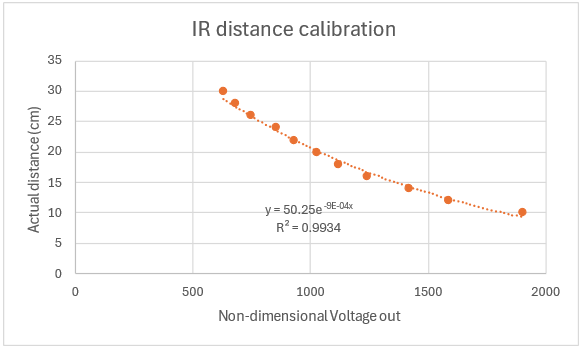 IR distance calibration
35
30
25
20
15
10
5
0
0 500 1000 1500 2000
Actual distance (cm)
Non-dimensional Voltage out
y = 50.25e^-9E-04x
R² = 0.9934